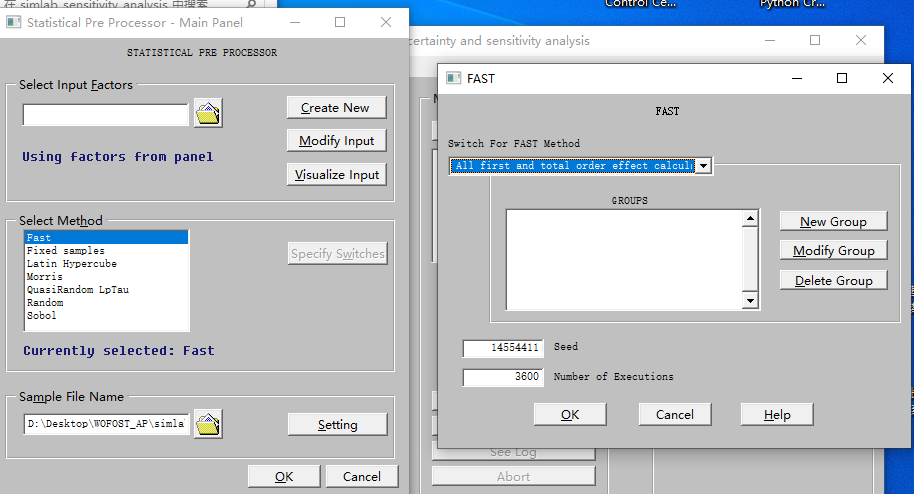 在 simlab sensitivity analysis 中搜索
Control Ce...
Python Cr...
Statistical Pre Processor - Main Panel
STATISTICAL PRE PROCESSOR
Select Input Factors
Create New
Modify Input
Using factors from panel
Visualize Input
Select Method
Fast
Fixed samples
Latin Hypercube
Morris
QuasiRandom LpTau
Random
Sobol
Specify Switches
Currently selected: Fast
Sample File Name
D:\Desktop\WOFOST_AP\simla
Setting
OK
Cancel
certainty and sensitivity analysis
See Log
Abort
FAST
FAST
Switch For FAST Method
All first and total order effect calcul
GROUPS
New Group
Modify Group
Delete Group
14554411 Seed
3600 Number of Executions
OK
Cancel
Help